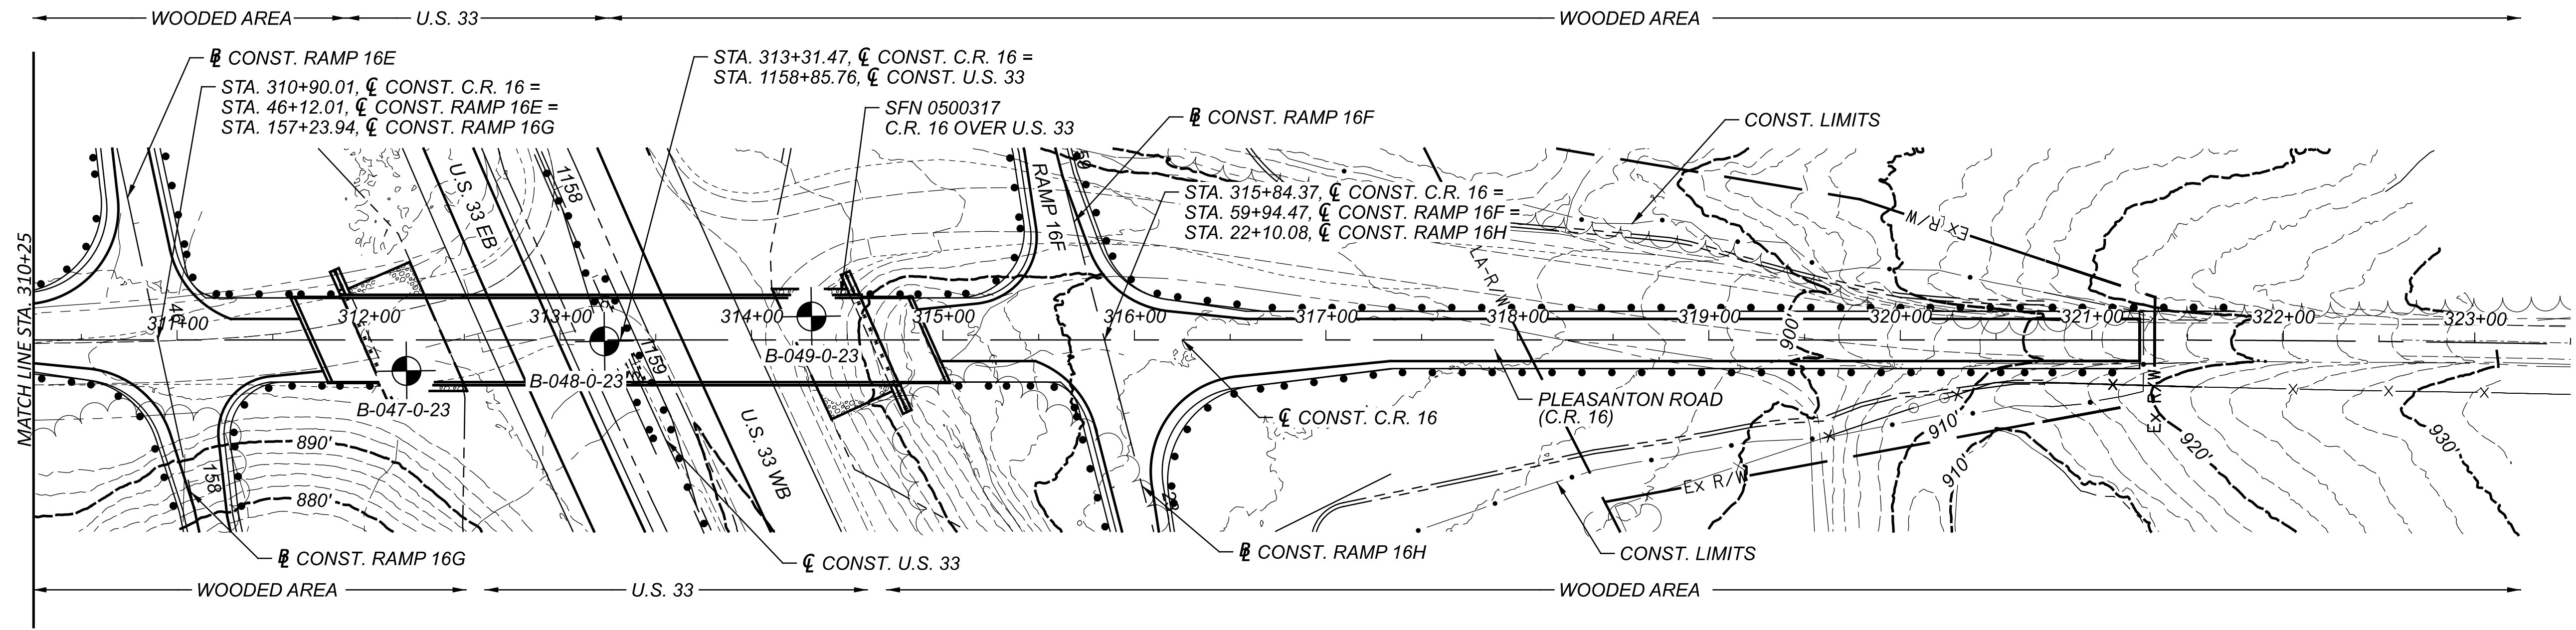 WOODED AREA
U.S. 33
WOODED AREA
℄ CONST. RAMP 16E
STA. 310+90.01, ℄ CONST. C.R. 16 =
STA. 46+12.01, ℄ CONST. RAMP 16E =
STA. 157+23.94, ℄ CONST. RAMP 16G
STA. 313+31.47, ℄ CONST. C.R. 16 =
STA. 1158+85.76, ℄ CONST. U.S. 33
SFN 0500317
C.R. 16 OVER U.S. 33
℄ CONST. RAMP 16F
CONST. LIMITS
STA. 315+84.37, ℄ CONST. C.R. 16 =
STA. 59+94.47, ℄ CONST. RAMP 16F =
STA. 22+10.08, ℄ CONST. RAMP 16H
MATCH LINE STA. 310+25
U.S. 33 EB
1158
RAMP 16F
59
Ex R/W
LA-R/W
46
311+00
312+00
313+00
314+00
315+00
316+00
317+00
318+00
319+00
320+00
321+00
322+00
323+00
900'
1159
B-049-0-23
B-048-0-23
B-047-0-23
U.S. 33 WB
PLEASANTON ROAD
(C.R. 16)
℄ CONST. C.R. 16
Ex R/W
910'
920'
930'
890'
880'
158
910'
Ex R/W
℄ CONST. RAMP 16G
℄ CONST. U.S. 33
℄ CONST. RAMP 16H
CONST. LIMITS
WOODED AREA
U.S. 33
WOODED AREA